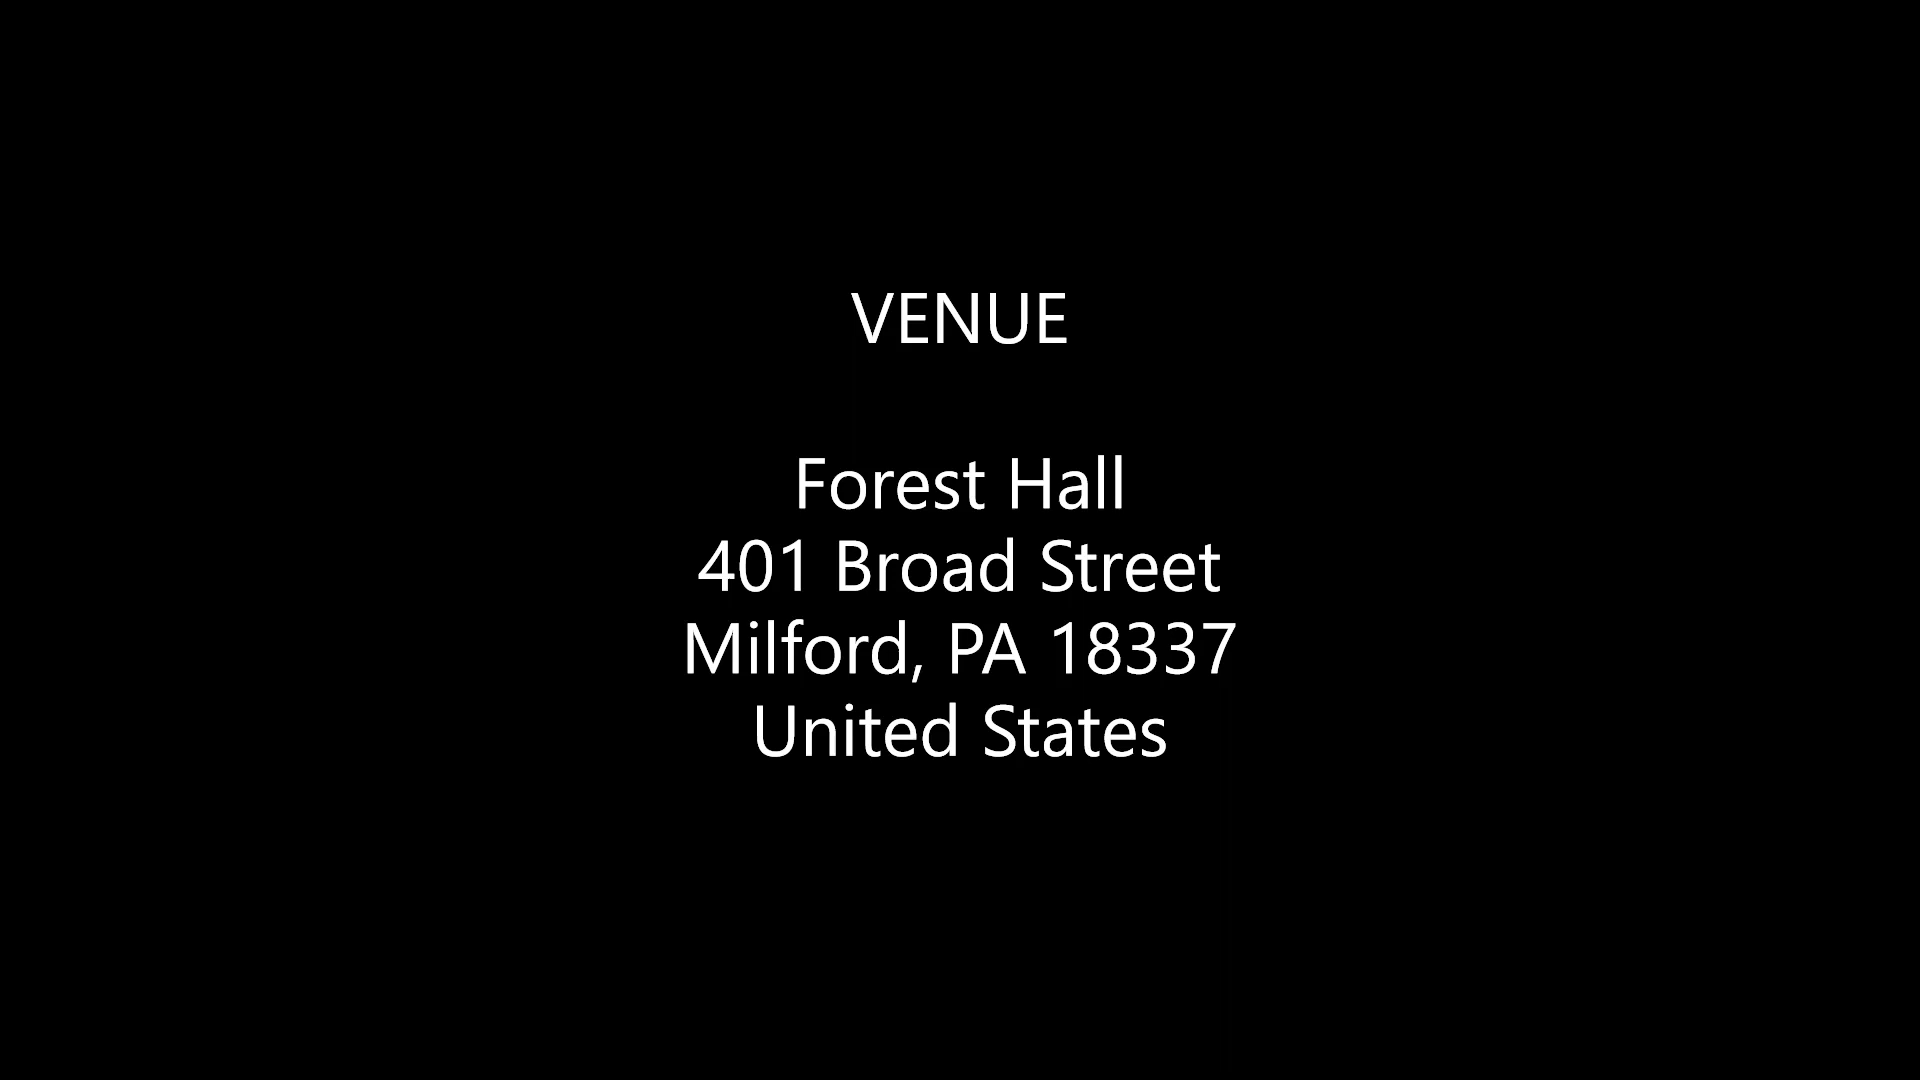 VENUE
Forest Hall
401 Broad Street
Milford, PA 18337
United States